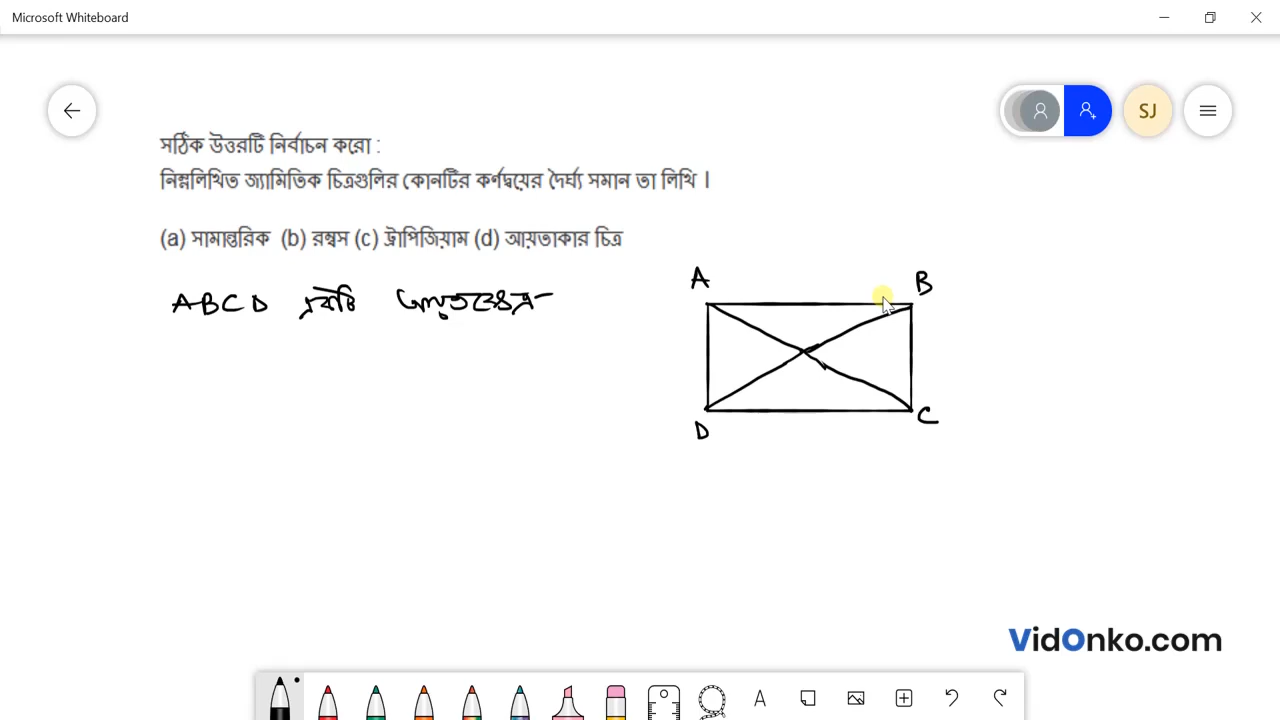 Microsoft Whiteboard
SJ
সঠিক উত্তরটি নির্বাচন করো :
নিম্নলিখিত জ্যামিতিক চিত্রগুলির কোনটির কর্ণদ্বয়ের দৈর্ঘ্য সমান তা লিখি ।
(a) সামান্তরিক (b) রম্বস (c) ট্রাপিজিয়াম (d) আয়তাকার চিত্র
A B
ABCD একটি আয়তক্ষেত্র
D C
VidOnko.com
A